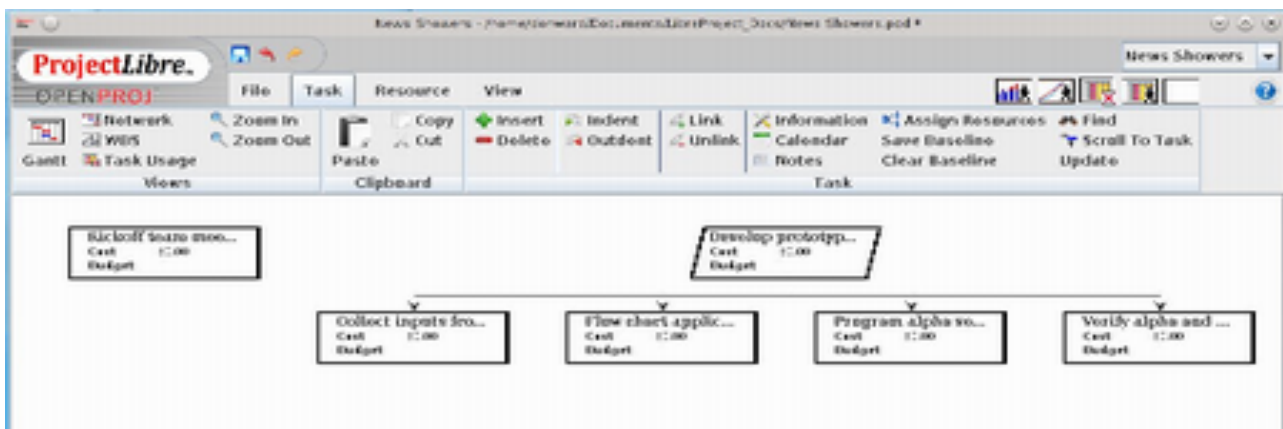 News Showers - /home/
News Showers.pod *
ProjectLibre
OPENPROJ
News Showers
File Task Resource View
Network Zoom In Copy Insert Indent Link Information Assign Resources Find
WBS Zoom Out Cut Delete Outdent Unlink Calendar Save Baseline Scroll To Task
Gantt Task Usage Paste Notes Clear Baseline Update
Views Clipboard Task
Kickoff team mee... Develop prototyp...
Cost Cost
Budget Budget
Collect inputs fro... Flow chart applic... Program alpha so... Verify alpha and ...
Cost Cost Cost Cost
Budget Budget Budget Budget